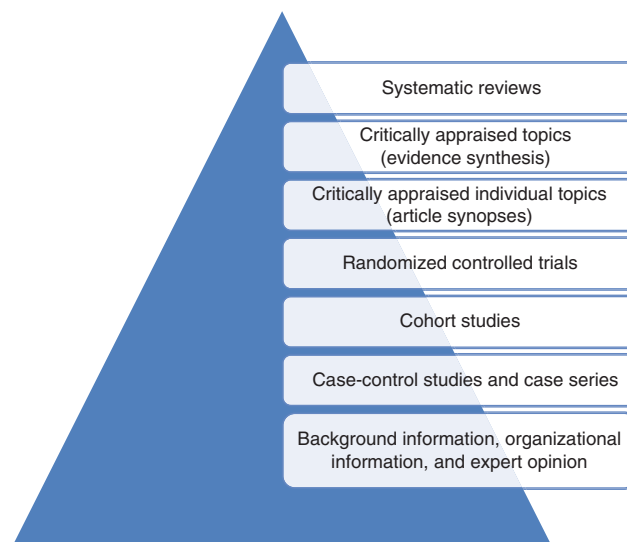 Systematic reviews
Critically appraised topics
(evidence synthesis)
Critically appraised individual topics
(article synopses)
Randomized controlled trials
Cohort studies
Case-control studies and case series
Background information, organizational
information, and expert opinion